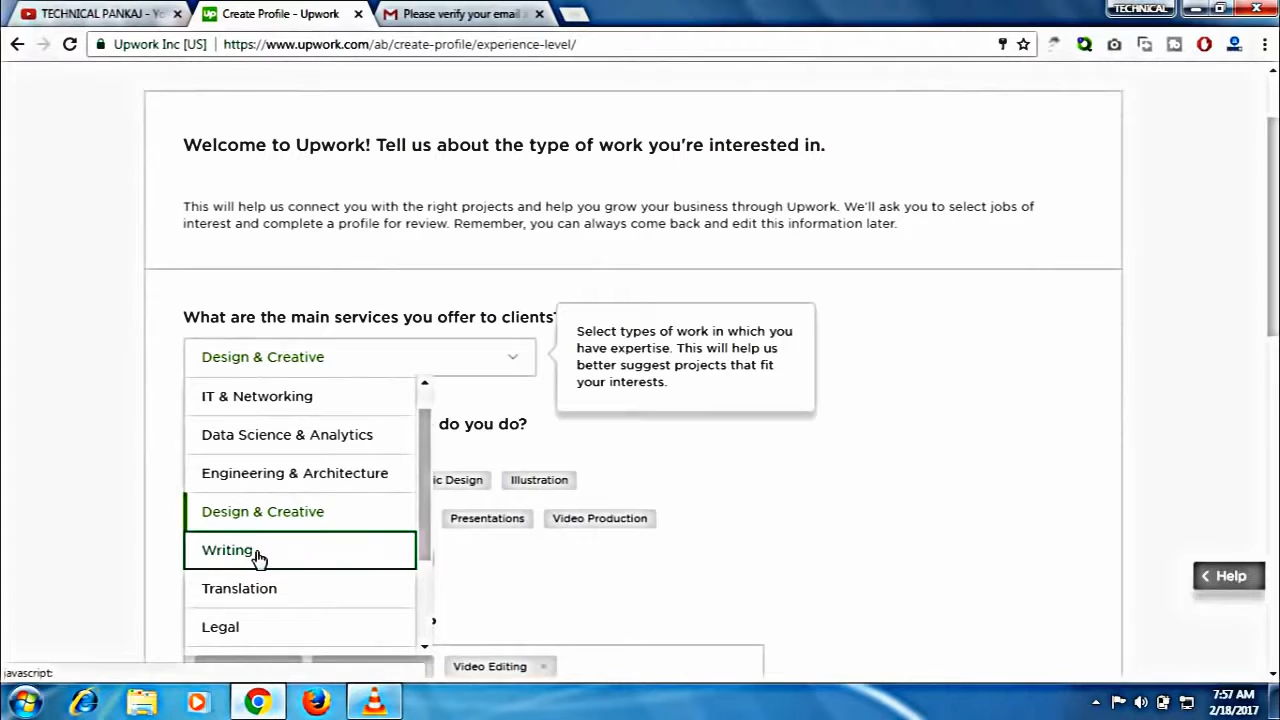 TECHNICAL PANKAJ - Yo
Create Profile - Upwork
Please verify your email a
TECHNICAL
Upwork Inc [US]
https://www.upwork.com/ab/create-profile/experience-level/
Welcome to Upwork! Tell us about the type of work you're interested in.
This will help us connect you with the right projects and help you grow your business through Upwork. We'll ask you to select jobs of
interest and complete a profile for review. Remember, you can always come back and edit this information later.
What are the main services you offer to clients?
Select types of work in which you
have expertise. This will help us
better suggest projects that fit
your interests.
Design & Creative
IT & Networking
Data Science & Analytics
Engineering & Architecture
Design & Creative
Writing
Translation
Legal
do you do?
ic Design
Illustration
Presentations
Video Production
Video Editing ×
Help
javascript:
7:57 AM
2/18/2017